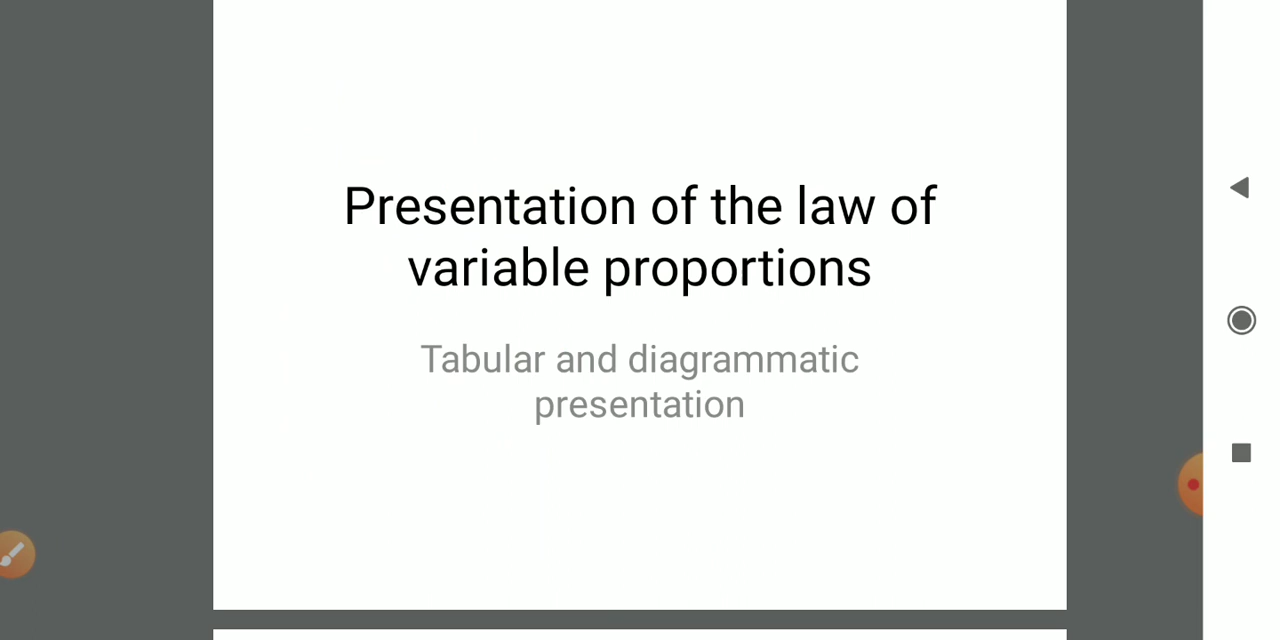 Presentation of the law of
variable proportions
Tabular and diagrammatic
presentation